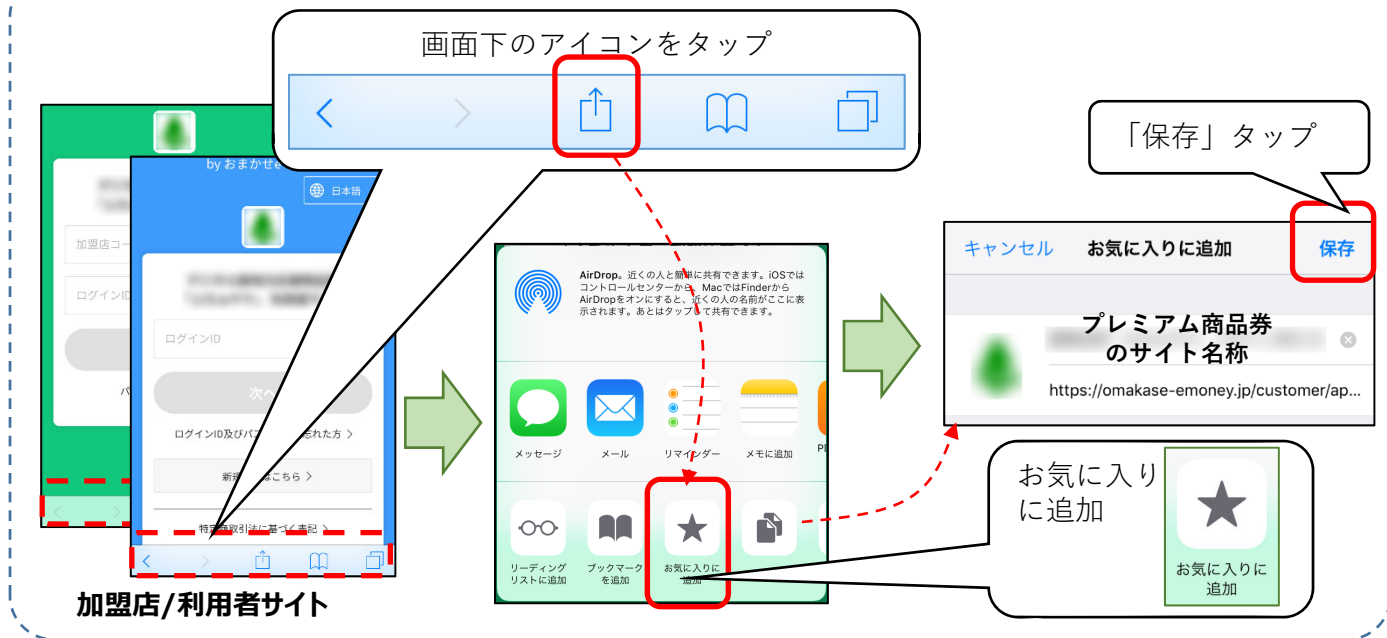 画面下のアイコンをタップ
「保存」タップ
加盟店コー
ログインID
パ
by おまかせe
日本語
ログインID
次へ
ログインID及びパ
忘れた方 >
新規
はこちら >
特定商取引法に基づく表記 >
加盟店/利用者サイト
AirDrop。近くの人と簡単に共有できます。iOSでは
コントロールセンターから、MacではFinderから
AirDropをオンにすると、近くの人の名前がここに表
示されます。あとはタップして共有できます。
メッセージ
メール
リマインダー
メモに追加
リーディング
リストに追加
ブックマーク
を追加
お気に入りに
追加
キャンセル
お気に入りに追加
保存
プレミアム商品券
のサイト名称
https://omakase-emoney.jp/customer/ap...
お気に入り
に追加
お気に入りに
追加